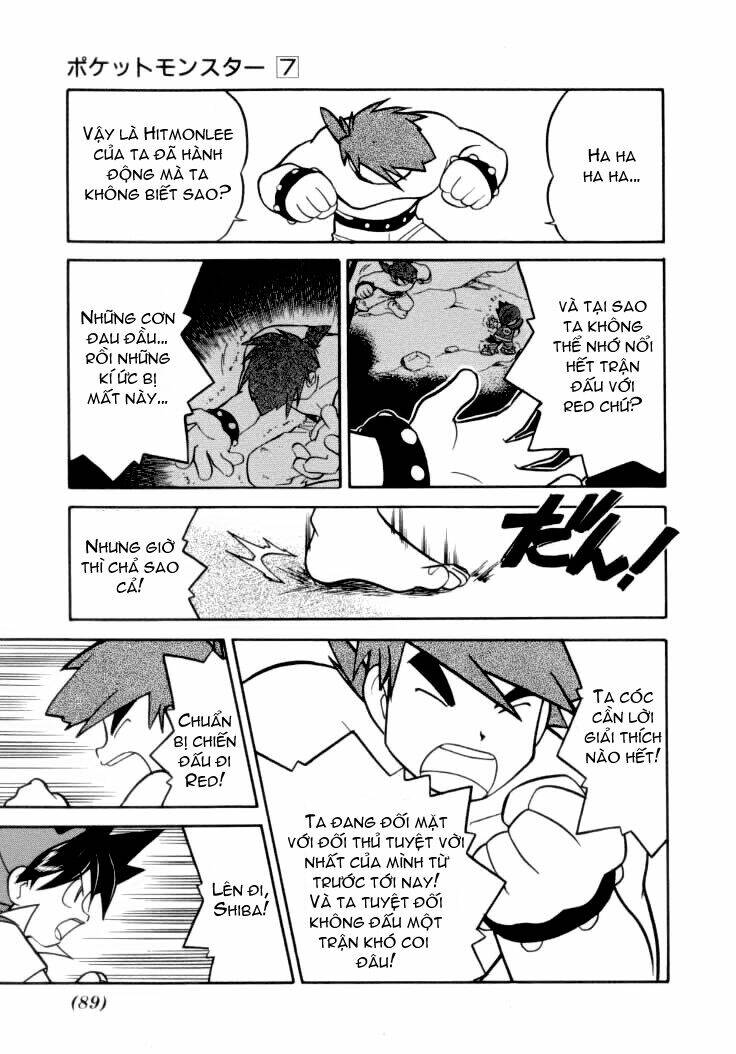 ポケットモンスター 7
HA HA
HA HA...
VẬY LÀ HITMONLEE
CỦA TA ĐÃ HÀNH
ĐỘNG MÀ TA
KHÔNG BIẾT SAO?
VÀ TẠI SAO
TA KHÔNG
THỂ NHỚ NỔI
HẾT TRẬN
ĐẤU VỚI
RED CHỨ?
NHỮNG CƠN
ĐAU ĐẦU...
RỒI NHỮNG
KÍ ỨC BỊ
MẤT NÀY...
だん!
NHƯNG GIỜ
THÌ CHẢ SAO
CẢ!
TA CÓC
CẦN LỜI
GIẢI THÍCH
NÀO HẾT!
TA ĐANG ĐỐI MẶT
VỚI ĐỐI THỦ TUYỆT VỜI
NHẤT CỦA MÌNH TỪ
TRƯỚC TỚI NAY!
VÀ TA TUYỆT ĐỐI
KHÔNG ĐẤU MỘT
TRẬN KHÓ COI
ĐÂU!
CHUẨN
BỊ CHIẾN
ĐẤU ĐI
RED!
LÊN ĐI,
SHIBA!
(89)